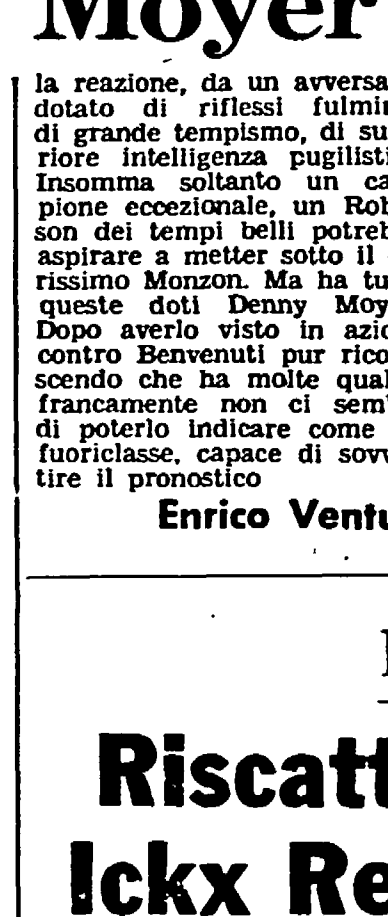 Moyer
la reazione, da un avversa
dotato di riflessi fulmin
di grande tempismo, di su
riore intelligenza pugilisti
Insomma soltanto un ca
pione eccezionale, un Rob
son dei tempi belli potreb
aspirare a metter sotto il
rissimo Monzon. Ma ha tu
queste doti Denny Moy
Dopo averlo visto in azio
contro Benvenuti pur rico
scendo che ha molte qual
francamente non ci sem
di poterlo indicare come
fuoriclasse, capace di sovv
tire il pronostico
Enrico Ventu
Riscatt
Ickx Re